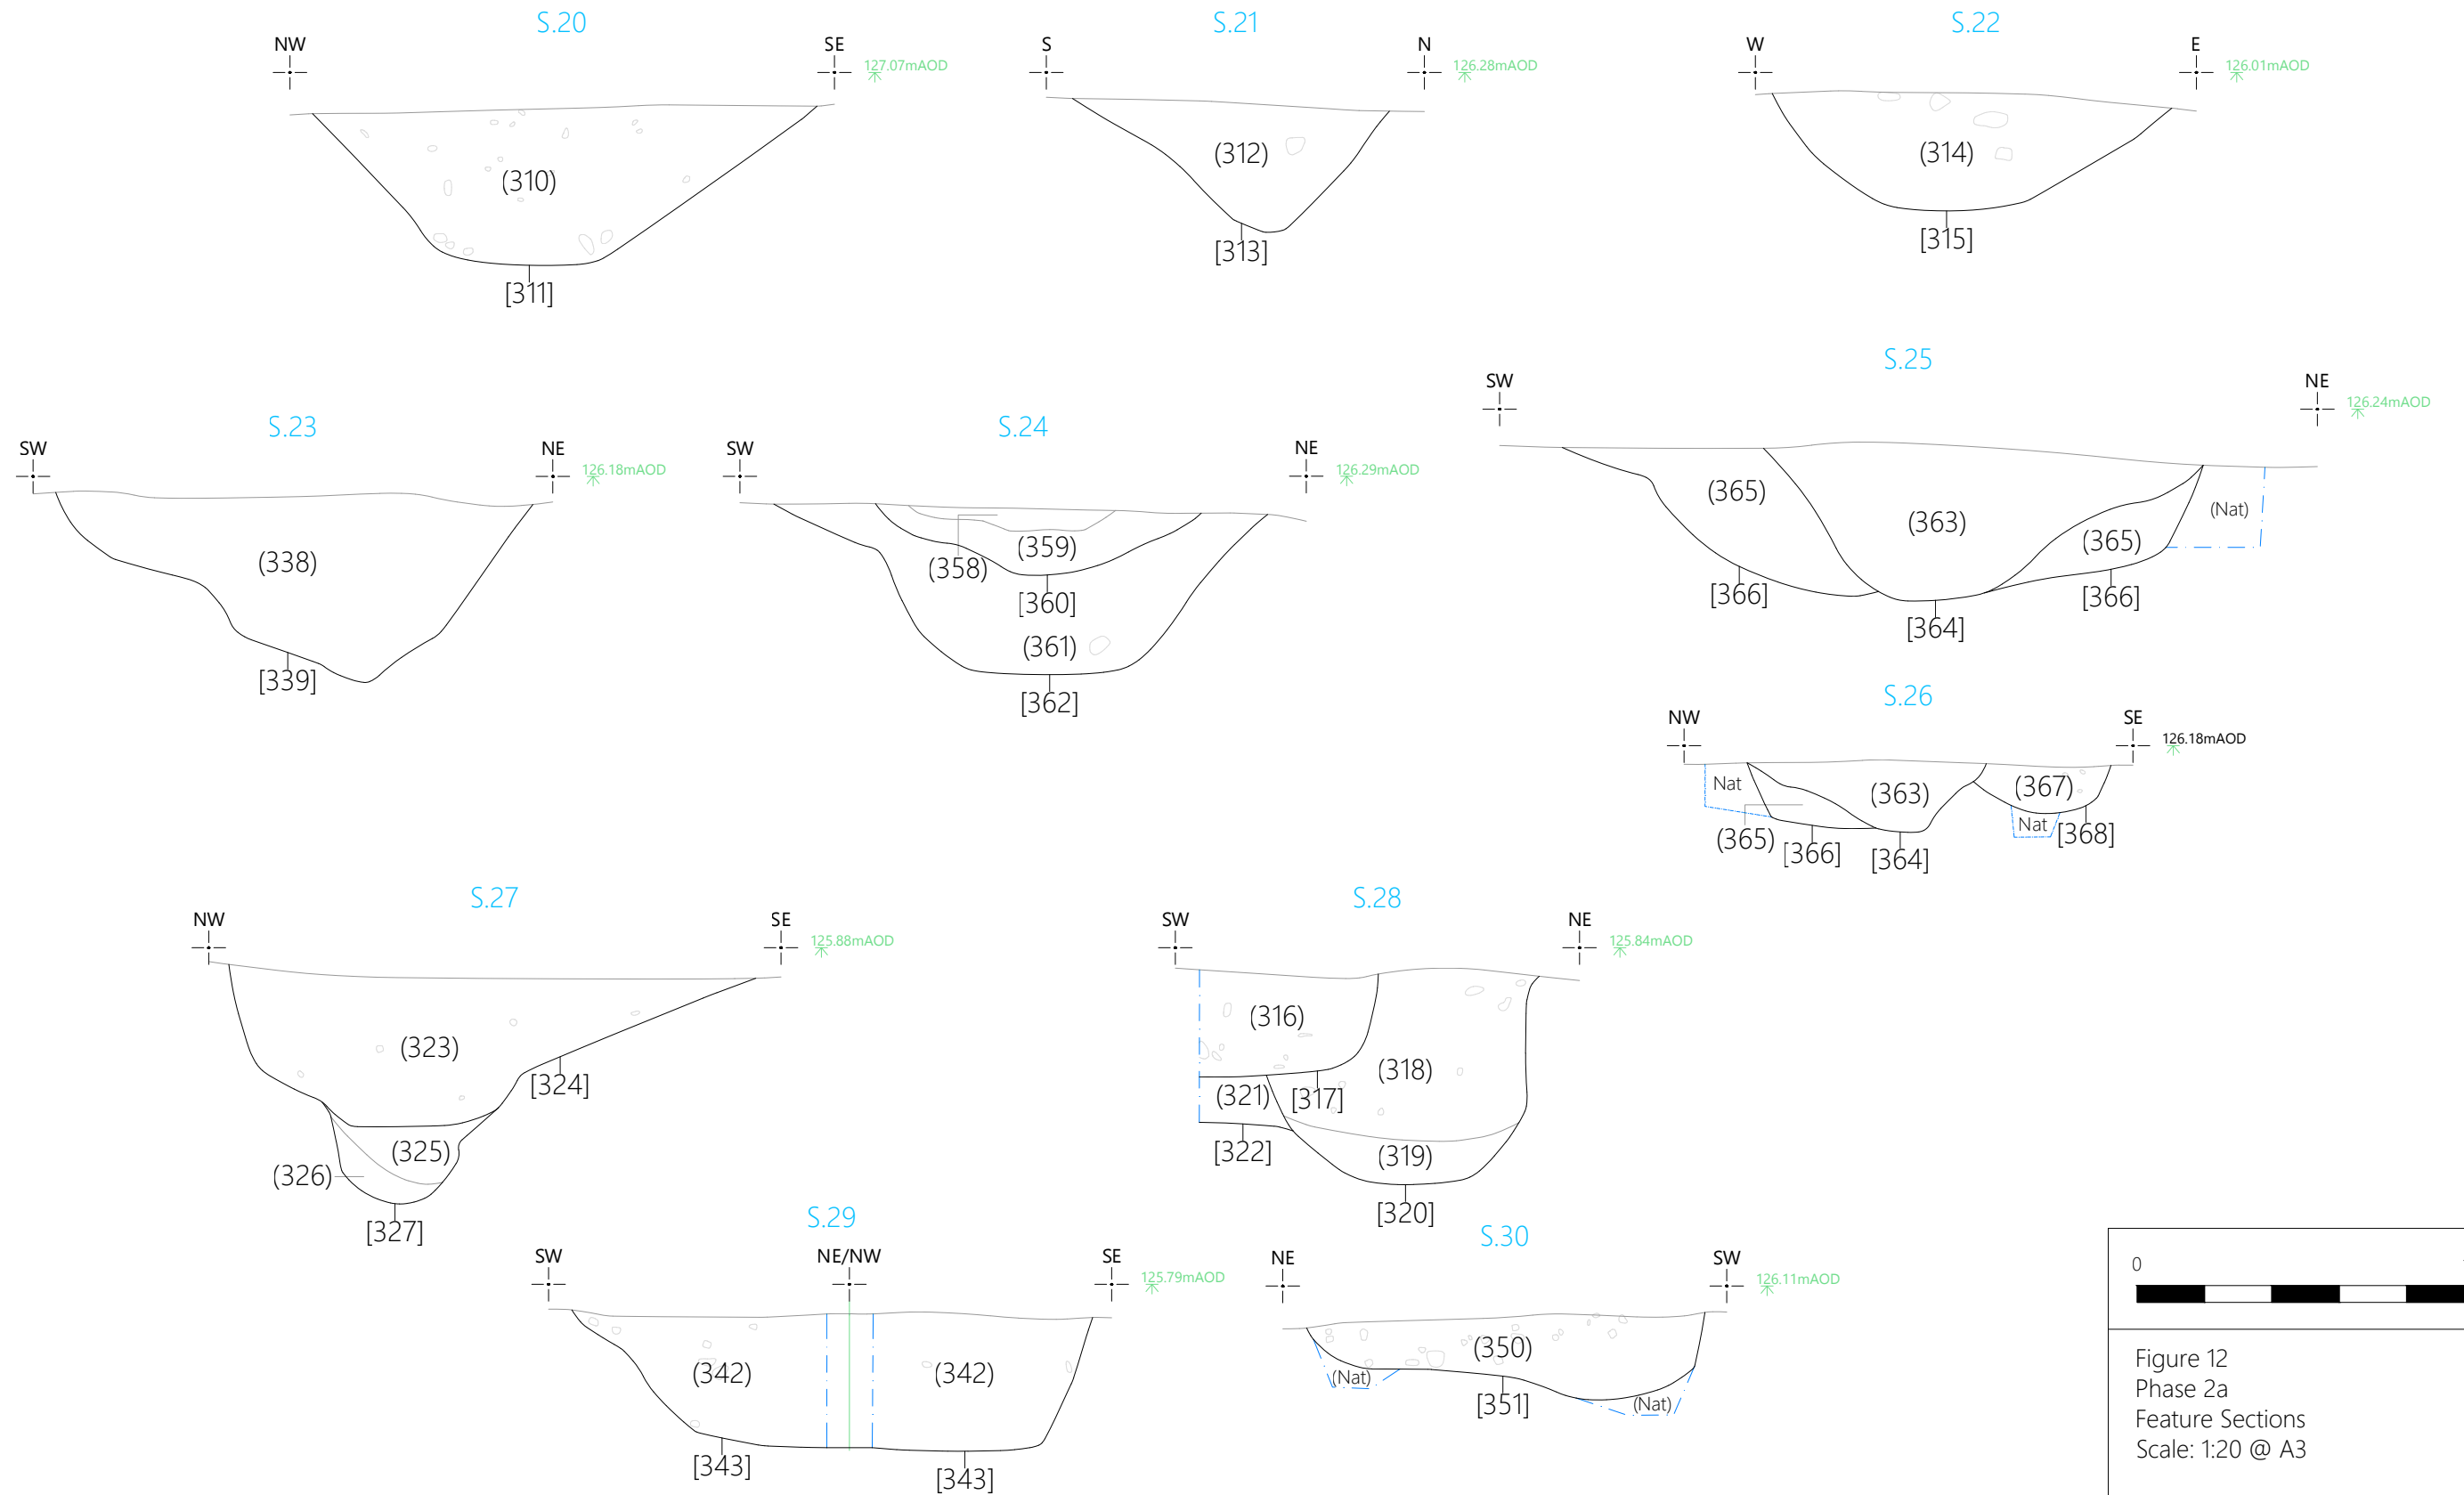 S.20
NW
SE
127.07mAOD
(310)
[311]
S.21
S
N
126.28mAOD
(312)
[313]
S.22
W
E
126.01mAOD
(314)
[315]
S.23
SW
NE
126.18mAOD
(338)
[339]
S.24
SW
NE
126.29mAOD
(359)
(358)
[360]
(361)
[362]
S.25
SW
NE
126.24mAOD
(365)
(363)
(365)
(Nat)
[366]
[364]
[366]
S.26
NW
SE
126.18mAOD
Nat
(363)
(367)
(365)
[366]
[364]
Nat
[368]
S.27
NW
SE
125.88mAOD
(323)
[324]
(325)
(326)
[327]
S.28
SW
NE
125.84mAOD
(316)
(318)
(321)
[317]
[322]
(319)
[320]
S.29
SW
NE/NW
SE
125.79mAOD
(342)
(342)
[343]
[343]
S.30
NE
SW
126.11mAOD
(350)
(Nat)
[351]
(Nat)
0
Figure 12
Phase 2a
Feature Sections
Scale: 1:20 @ A3